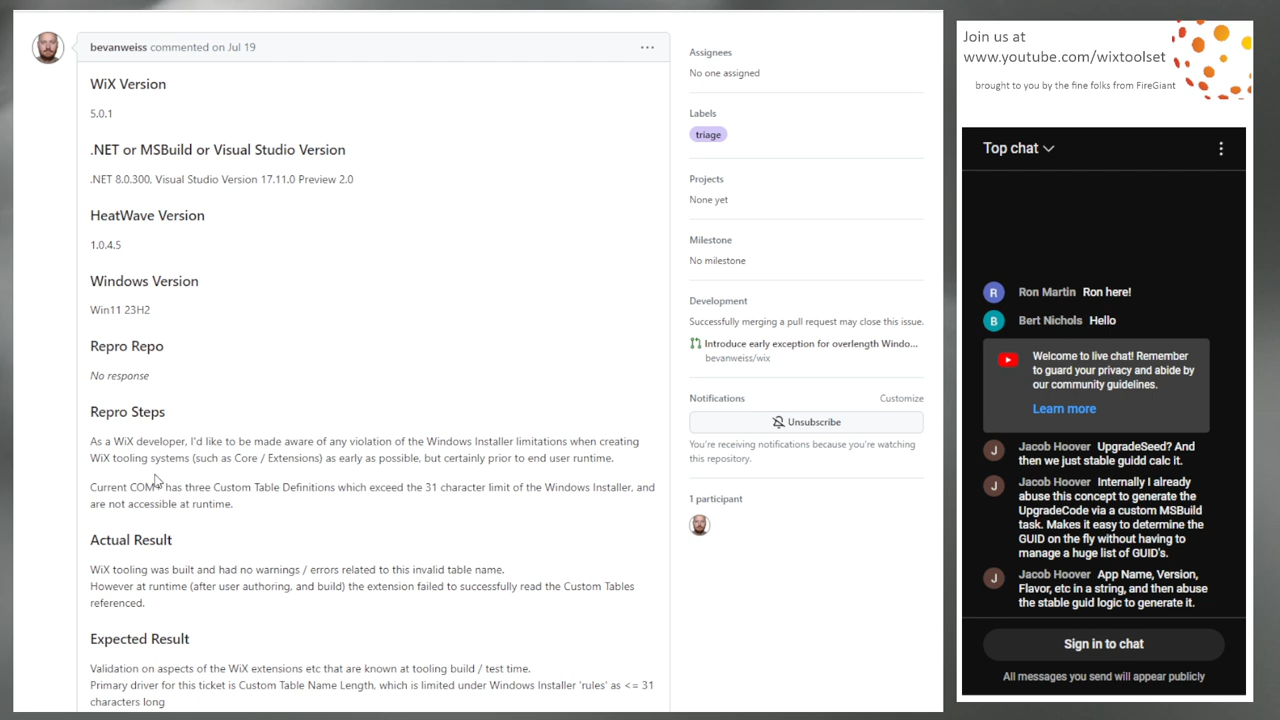 bevanweiss commented on Jul 19
WiX Version
5.0.1
.NET or MSBuild or Visual Studio Version
.NET 8.0.300, Visual Studio Version 17.11.0 Preview 2.0
HeatWave Version
1.0.4.5
Windows Version
Win11 23H2
Repro Repo
No response
Repro Steps
As a WiX developer, I'd like to be made aware of any violation of the Windows Installer limitations when creating
WiX tooling systems (such as Core / Extensions) as early as possible, but certainly prior to end user runtime.
Current COM+ has three Custom Table Definitions which exceed the 31 character limit of the Windows Installer, and
are not accessible at runtime.
Actual Result
WiX tooling was built and had no warnings / errors related to this invalid table name.
However at runtime (after user authoring, and build) the extension failed to successfully read the Custom Tables
referenced.
Expected Result
Validation on aspects of the WiX extensions etc that are known at tooling build / test time.
Primary driver for this ticket is Custom Table Name Length, which is limited under Windows Installer 'rules' as <= 31
characters long
Assignees
No one assigned
Labels
triage
Projects
None yet
Milestone
No milestone
Development
Successfully merging a pull request may close this issue.
Introduce early exception for overlength Windo...
bevanweiss/wix
Notifications
Customize
Unsubscribe
You're receiving notifications because you're watching
this repository.
1 participant
Join us at
www.youtube.com/wixtoolset
brought to you by the fine folks from FireGiant
Top chat
R Ron Martin Ron here!
B Bert Nichols Hello
Welcome to live chat! Remember
to guard your privacy and abide by
our community guidelines.
Learn more
J Jacob Hoover UpgradeSeed? And
then we just stable guidd calc it.
J Jacob Hoover Internally I already
abuse this concept to generate the
UpgradeCode via a custom MSBuild
task. Makes it easy to determine the
GUID on the fly without having to
manage a huge list of GUID's.
J Jacob Hoover App Name, Version,
Flavor, etc in a string, and then abuse
the stable guid logic to generate it.
Sign in to chat
All messages you send will appear publicly